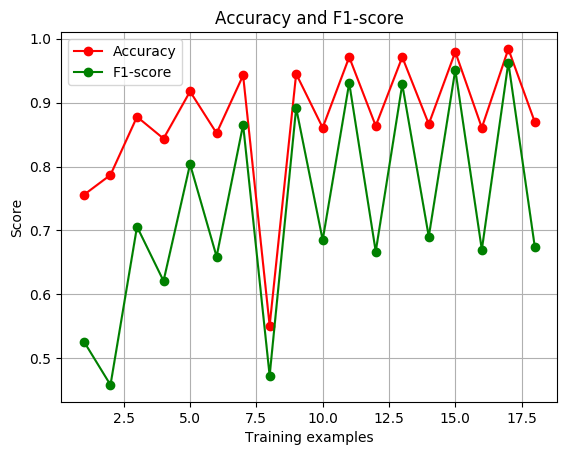 Accuracy and F1-score
Accuracy
F1-score
1.0
0.9
0.8
0.7
0.6
0.5
Score
2.5 5.0 7.5 10.0 12.5 15.0 17.5
Training examples